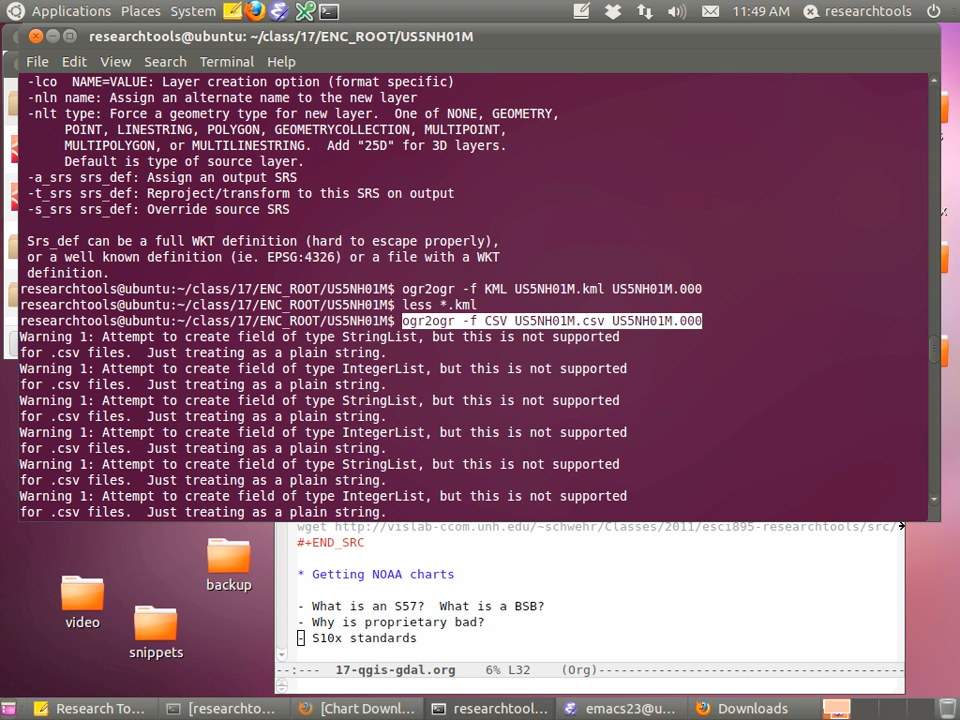 Applications Places System 11:49 AM researchtools
researchtools@ubuntu: ~/class/17/ENC_ROOT/US5NH01M
File Edit View Search Terminal Help
-lco  NAME=VALUE: Layer creation option (format specific)
-nln name: Assign an alternate name to the new layer
-nlt type: Force a geometry type for new layer.  One of NONE, GEOMETRY,
POINT, LINESTRING, POLYGON, GEOMETRYCOLLECTION, MULTIPOINT,
MULTIPOLYGON, or MULTILINESTRING.  Add "25D" for 3D layers.
Default is type of source layer.
-a_srs srs_def: Assign an output SRS
-t_srs srs_def: Reproject/transform to this SRS on output
-s_srs srs_def: Override source SRS
Srs_def can be a full WKT definition (hard to escape properly),
or a well known definition (ie. EPSG:4326) or a file with a WKT
definition.
researchtools@ubuntu:~/class/17/ENC_ROOT/US5NH01M$ ogr2ogr -f KML US5NH01M.kml US5NH01M.000
researchtools@ubuntu:~/class/17/ENC_ROOT/US5NH01M$ less *.kml
researchtools@ubuntu:~/class/17/ENC_ROOT/US5NH01M$ ogr2ogr -f CSV US5NH01M.csv US5NH01M.000
Warning 1: Attempt to create field of type StringList, but this is not supported
for .csv files.  Just treating as a plain string.
Warning 1: Attempt to create field of type IntegerList, but this is not supported
for .csv files.  Just treating as a plain string.
Warning 1: Attempt to create field of type StringList, but this is not supported
for .csv files.  Just treating as a plain string.
Warning 1: Attempt to create field of type IntegerList, but this is not supported
for .csv files.  Just treating as a plain string.
Warning 1: Attempt to create field of type StringList, but this is not supported
for .csv files.  Just treating as a plain string.
Warning 1: Attempt to create field of type IntegerList, but this is not supported
for .csv files.  Just treating as a plain string.
wget http://vislab-ccom.unh.edu/~schwehr/Classes/2011/esci895-researchtools/src/
#+END_SRC
* Getting NOAA charts
- What is an S57?  What is a BSB?
- Why is proprietary bad?
- S10x standards
--:---  17-qgis-gdal.org  6% L32  (Org)----------------------------------------
backup
video
snippets
Research To... [researchto... [Chart Downl... researchtool... emacs23@u... Downloads